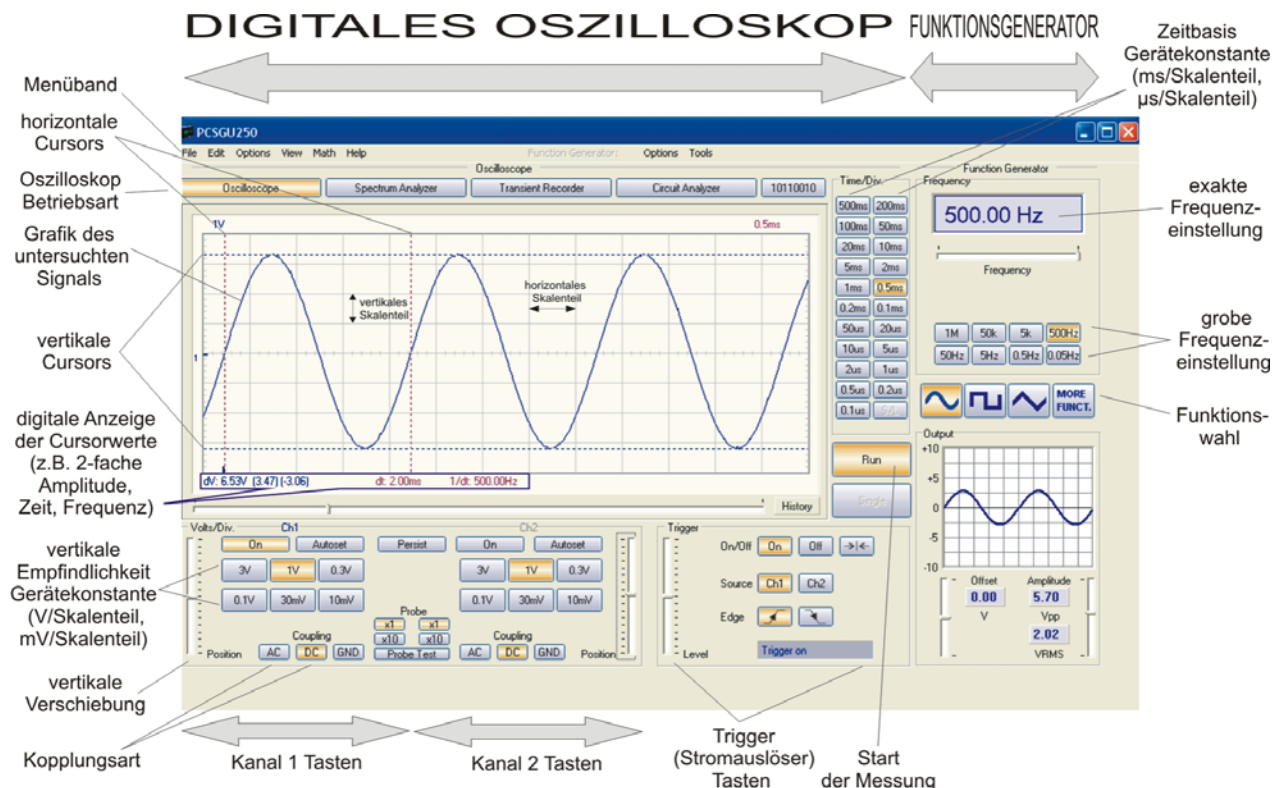 DIGITALES OSZILLOSKOP
FUNKTIONSGENERATOR
Zeitbasis
Gerätekonstante
(ms/Skalenteil,
µs/Skalenteil)
Menüband
horizontale
Cursors
Oszilloskop
Betriebsart
Grafik des
untersuchten
Signals
vertikale
Cursors
digitale Anzeige
der Cursorwerte
(z.B. 2-fache
Amplitude,
Zeit, Frequenz)
vertikale
Empfindlichkeit
Gerätekonstante
(V/Skalenteil,
mV/Skalenteil)
vertikale
Verschiebung
Kopplungsart
PCSGU250
File Edit Options View Math Help
Function Generator: Options Tools
Oscilloscope
Oscilloscope Spectrum Analyzer Transient Recorder Circuit Analyzer 10110010
1V 0.5ms
vertikales
Skalenteil
horizontales
Skalenteil
1
dV: 6.53V (3.47) (-3.06) dt: 2.00ms 1/dt: 500.00Hz
History
Time/Div.
500ms 200ms
100ms 50ms
20ms 10ms
5ms 2ms
1ms 0.5ms
0.2ms 0.1ms
50us 20us
10us 5us
2us 1us
0.5us 0.2us
0.1us
Run
Single
Function Generator
Frequency
500.00 Hz
Frequency
1M 50k 5k 500Hz
50Hz 5Hz 0.5Hz 0.05Hz
MORE
FUNCT.
Output
+10
+5
0
-5
-10
Offset Amplitude
0.00 5.70
V Vpp
2.02
VRMS
exakte
Frequenz-
einstellung
grobe
Frequenz-
einstellung
Funktions-
wahl
Volts/Div. Ch1 Ch2
On Autoset Persist On Autoset
3V 1V 0.3V 3V 1V 0.3V
0.1V 30mV 10mV 0.1V 30mV 10mV
Probe
x1 x1
x10 x10
Probe Test
Coupling Coupling
Position AC DC GND AC DC GND Position
Trigger
On/Off On Off
Source Ch1 Ch2
Edge
Level Trigger on
Kanal 1 Tasten
Kanal 2 Tasten
Trigger
(Stromauslöser)
Tasten
Start
der Messung